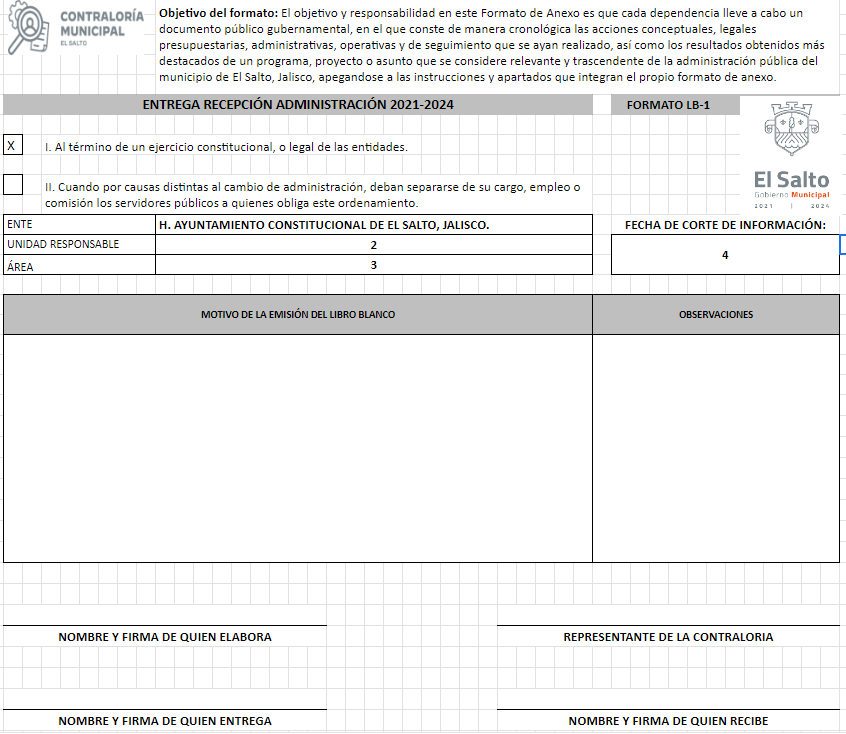 CONTRALORÍA
MUNICIPAL
EL SALTO
Objetivo del formato: El objetivo y responsabilidad en este Formato de Anexo es que cada dependencia lleve a cabo un
documento público gubernamental, en el que conste de manera cronológica las acciones conceptuales, legales
presupuestarias, administrativas, operativas y de seguimiento que se ayan realizado, así como los resultados obtenidos más
destacados de un programa, proyecto o asunto que se considere relevante y trascendente de la administración pública del
municipio de El Salto, Jalisco, apegandose a las instrucciones y apartados que integran el propio formato de anexo.
ENTREGA RECEPCIÓN ADMINISTRACIÓN 2021-2024
FORMATO LB-1
X I. Al término de un ejercicio constitucional, o legal de las entidades.
II. Cuando por causas distintas al cambio de administración, deban separarse de su cargo, empleo o
comisión los servidores públicos a quienes obliga este ordenamiento.
El Salto
Gobierno Municipal
2021 | 2024
ENTE H. AYUNTAMIENTO CONSTITUCIONAL DE EL SALTO, JALISCO.
UNIDAD RESPONSABLE 2
ÁREA 3
FECHA DE CORTE DE INFORMACIÓN:
4
MOTIVO DE LA EMISIÓN DEL LIBRO BLANCO
OBSERVACIONES
NOMBRE Y FIRMA DE QUIEN ELABORA
REPRESENTANTE DE LA CONTRALORIA
NOMBRE Y FIRMA DE QUIEN ENTREGA
NOMBRE Y FIRMA DE QUIEN RECIBE